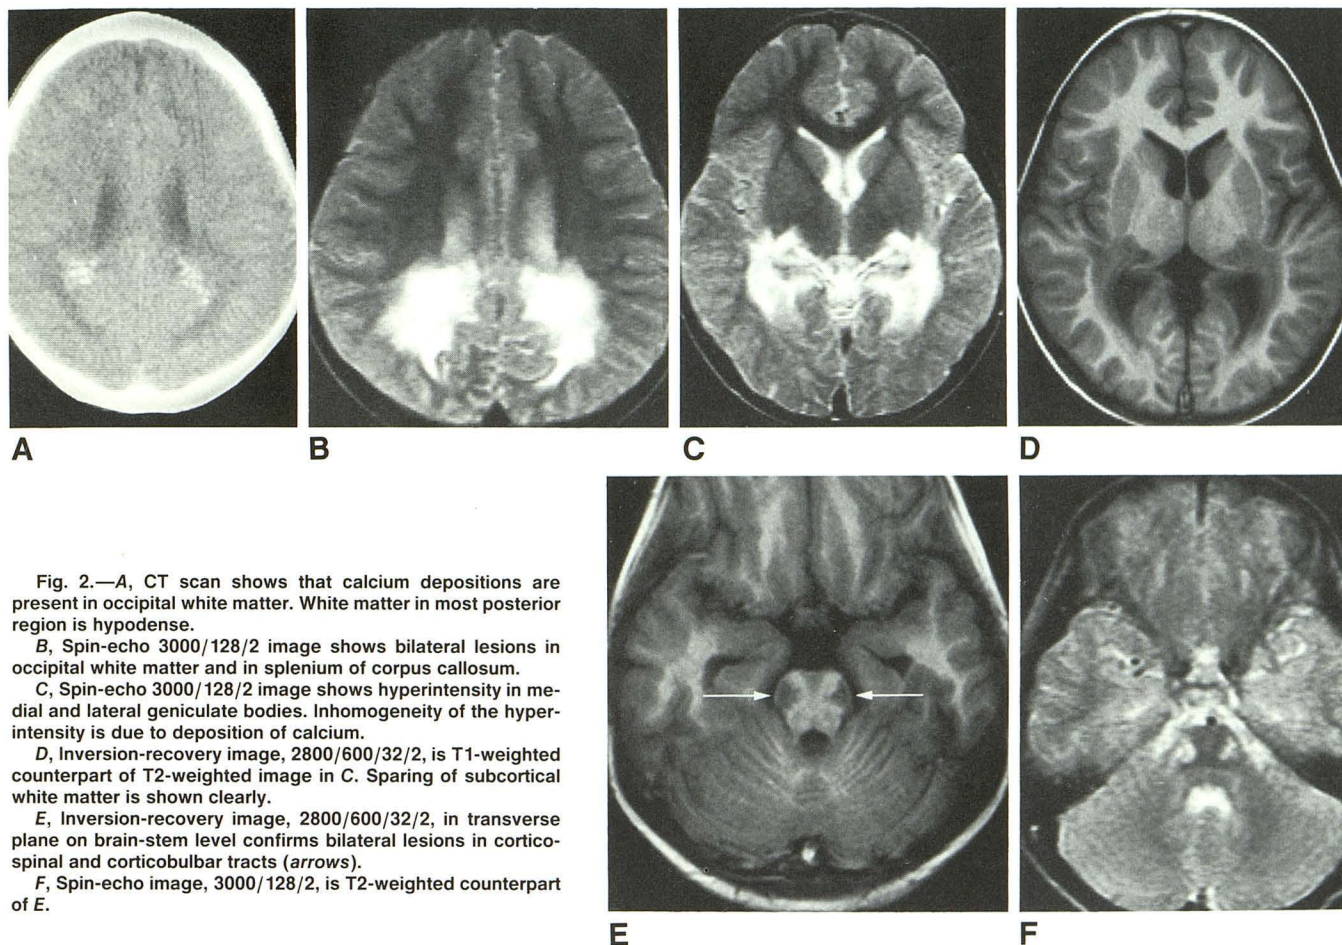 A
B
C
D
Fig. 2.—A, CT scan shows that calcium depositions are
present in occipital white matter. White matter in most posterior
region is hypodense.
B, Spin-echo 3000/128/2 image shows bilateral lesions in
occipital white matter and in splenium of corpus callosum.
C, Spin-echo 3000/128/2 image shows hyperintensity in me-
dial and lateral geniculate bodies. Inhomogeneity of the hyper-
intensity is due to deposition of calcium.
D, Inversion-recovery image, 2800/600/32/2, is T1-weighted
counterpart of T2-weighted image in C. Sparing of subcortical
white matter is shown clearly.
E, Inversion-recovery image, 2800/600/32/2, in transverse
plane on brain-stem level confirms bilateral lesions in cortico-
spinal and corticobulbar tracts (arrows).
F, Spin-echo image, 3000/128/2, is T2-weighted counterpart
of E.
E
F